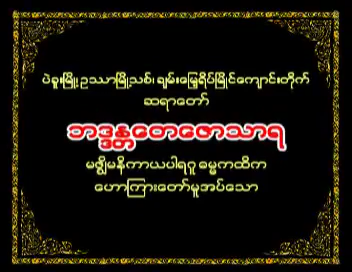 ပဲခူးမြို့၊ဥဿာမြို့သစ်၊ချမ်းမြေ့ရိပ်မြိုင်ကျောင်းတိုက်
ဆရာတော်
ဘဒ္ဒန္တတေဇောသာရ
မဇ္ဈိမနိကာယပါရဂူ ဓမ္မကထိက
ဟောကြားတော်မူအပ်သော